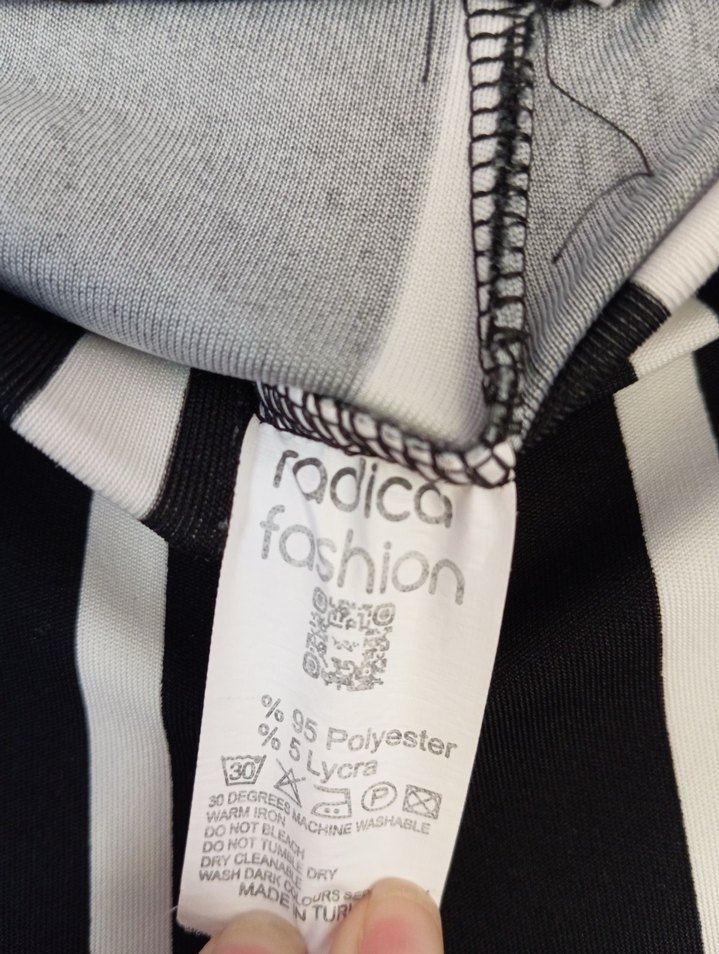 radica
fashion
% 95 Polyester
% 5 Lycra
30
P
30 DEGREES MACHINE WASHABLE
WARM IRON
DO NOT BLEACH
DO NOT TUMBLE DRY
DRY CLEANABLE
WASH DARK COLOURS
MADE IN